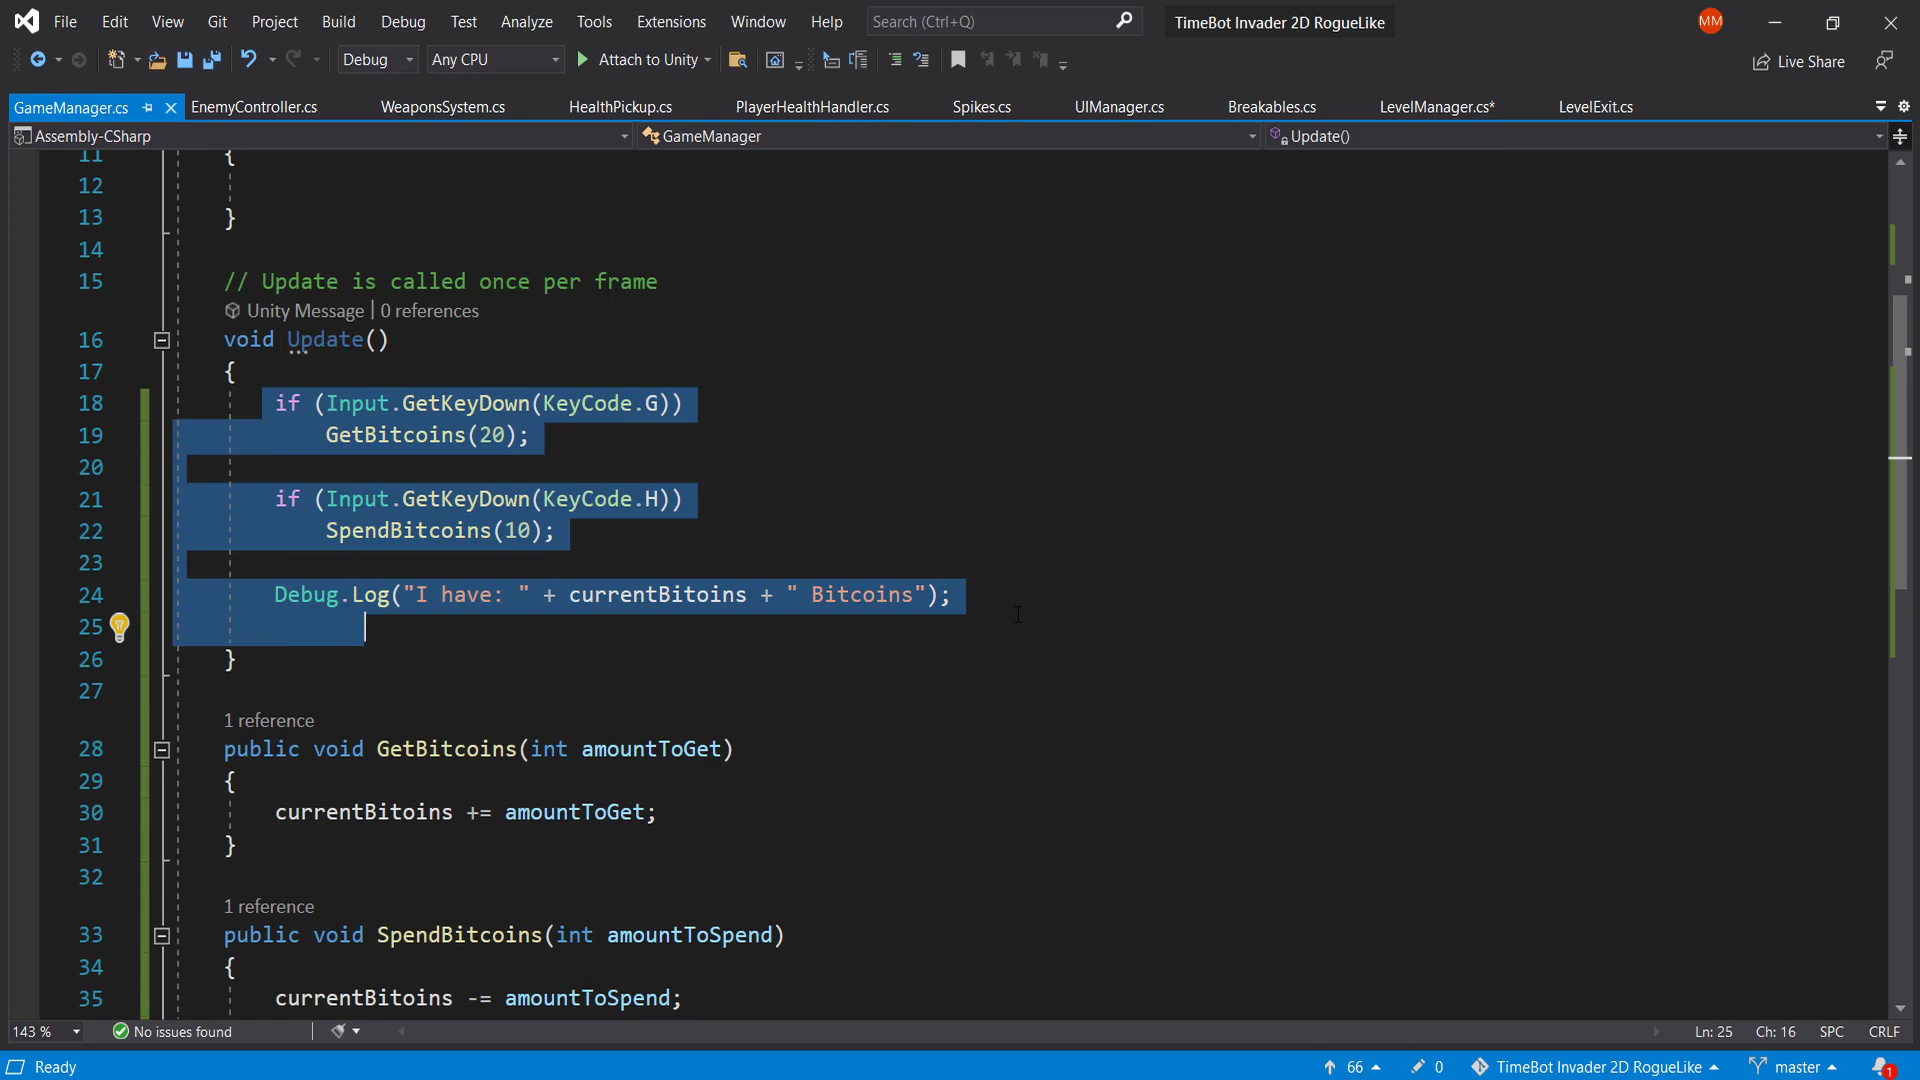 File Edit View Git Project Build Debug Test Analyze Tools Extensions Window Help Search (Ctrl+Q) TimeBot Invader 2D RogueLike MM
Debug Any CPU Attach to Unity Live Share
GameManager.cs EnemyController.cs WeaponsSystem.cs HealthPickup.cs PlayerHealthHandler.cs Spikes.cs UIManager.cs Breakables.cs LevelManager.cs* LevelExit.cs
Assembly-CSharp GameManager Update()
11 {
12
13 }
14
15 // Update is called once per frame
Unity Message | 0 references
16 void Update()
17 {
18 if (Input.GetKeyDown(KeyCode.G))
19 GetBitcoins(20);
20
21 if (Input.GetKeyDown(KeyCode.H))
22 SpendBitcoins(10);
23
24 Debug.Log("I have: " + currentBitoins + " Bitcoins");
25
26 }
27
1 reference
28 public void GetBitcoins(int amountToGet)
29 {
30 currentBitoins += amountToGet;
31 }
32
1 reference
33 public void SpendBitcoins(int amountToSpend)
34 {
35 currentBitoins -= amountToSpend;
143 % No issues found Ln: 25 Ch: 16 SPC CRLF
Ready 66 0 TimeBot Invader 2D RogueLike master 1